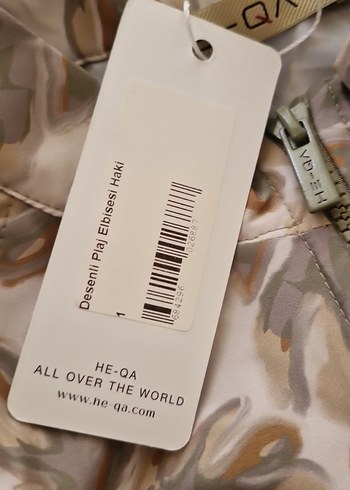 HE-QA
Desenli Plaj Elbisesi Haki
1
HE-QA
ALL OVER THE WORLD
www.he-qa.com
HE-QA